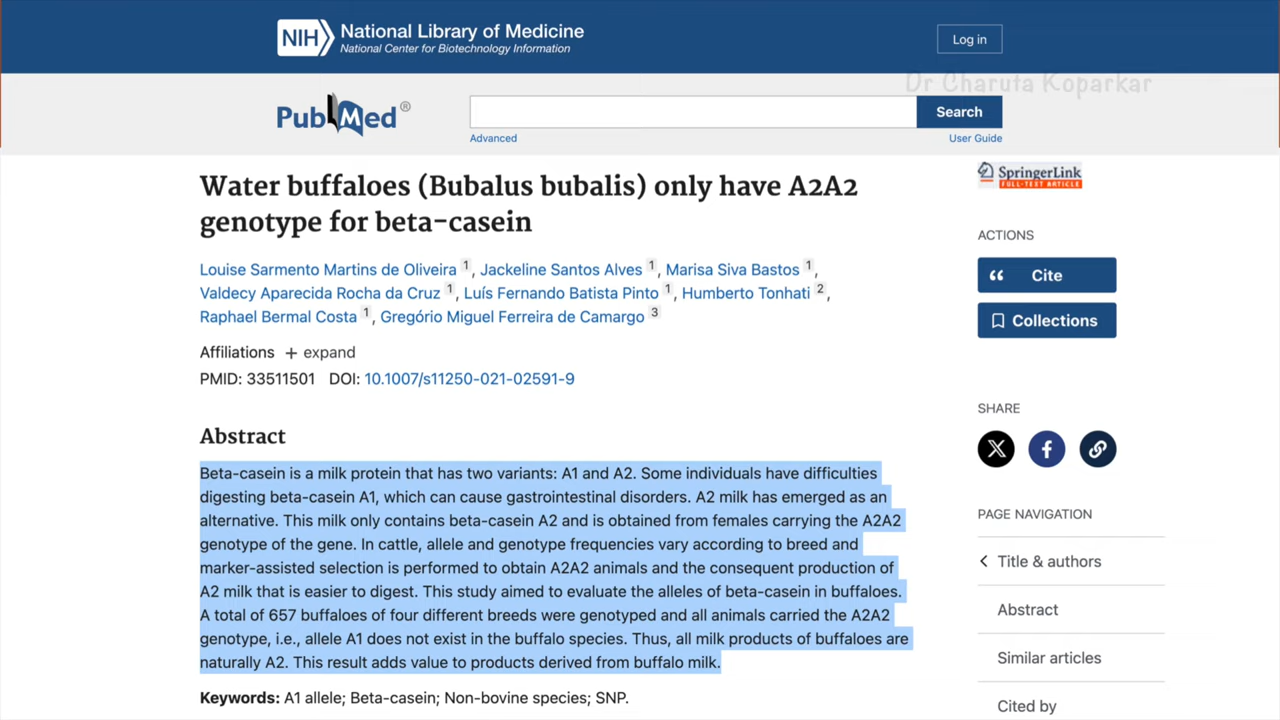 NIH National Library of Medicine
National Center for Biotechnology Information
Log in
Dr Charuta Koparkar
PubMed®
Search
Advanced
User Guide
Water buffaloes (Bubalus bubalis) only have A2A2
genotype for beta-casein
Louise Sarmento Martins de Oliveira 1, Jackeline Santos Alves 1, Marisa Siva Bastos 1,
Valdecy Aparecida Rocha da Cruz 1, Luís Fernando Batista Pinto 1, Humberto Tonhati 2,
Raphael Bermal Costa 1, Gregório Miguel Ferreira de Camargo 3
Affiliations + expand
PMID: 33511501 DOI: 10.1007/s11250-021-02591-9
Abstract
Beta-casein is a milk protein that has two variants: A1 and A2. Some individuals have difficulties
digesting beta-casein A1, which can cause gastrointestinal disorders. A2 milk has emerged as an
alternative. This milk only contains beta-casein A2 and is obtained from females carrying the A2A2
genotype of the gene. In cattle, allele and genotype frequencies vary according to breed and
marker-assisted selection is performed to obtain A2A2 animals and the consequent production of
A2 milk that is easier to digest. This study aimed to evaluate the alleles of beta-casein in buffaloes.
A total of 657 buffaloes of four different breeds were genotyped and all animals carried the A2A2
genotype, i.e., allele A1 does not exist in the buffalo species. Thus, all milk products of buffaloes are
naturally A2. This result adds value to products derived from buffalo milk.
Keywords: A1 allele; Beta-casein; Non-bovine species; SNP.
SpringerLink
FULL-TEXT ARTICLE
ACTIONS
Cite
Collections
SHARE
PAGE NAVIGATION
Title & authors
Abstract
Similar articles
Cited by